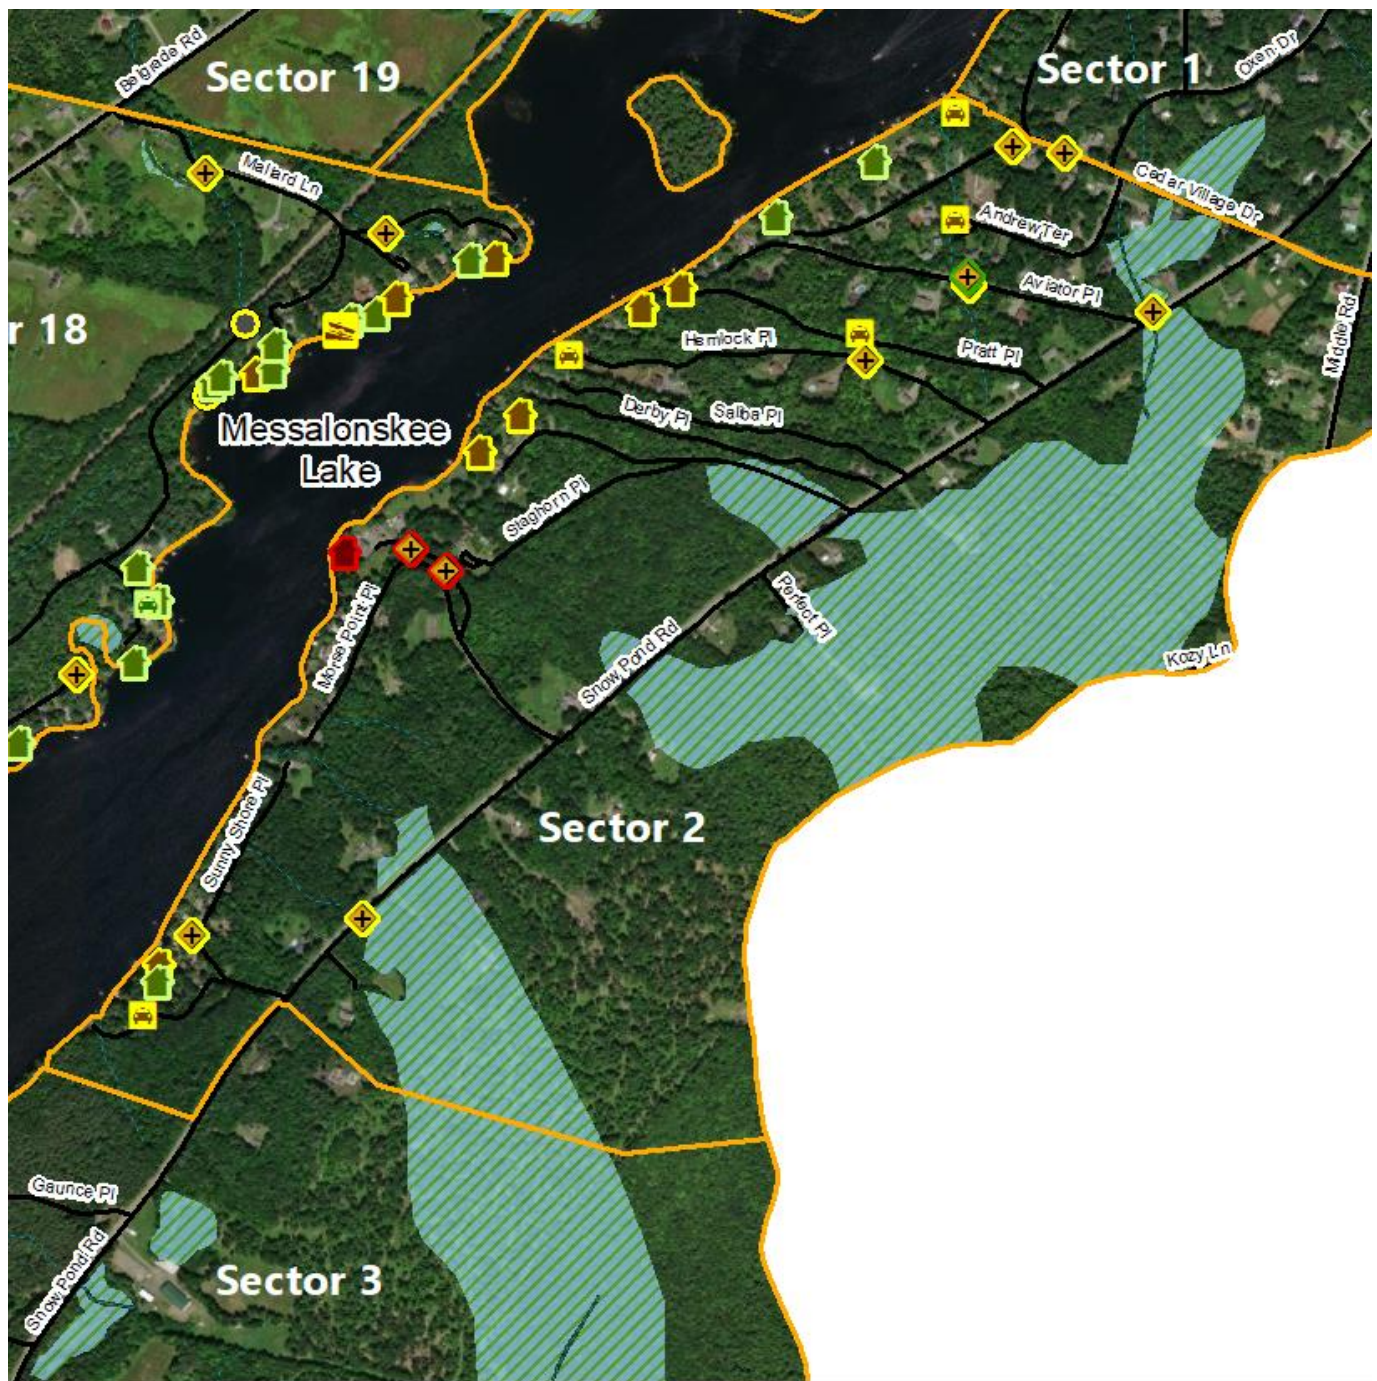 Belgrade Rd
Sector 19
Sector 1
Oxen Dr
Mallard Ln
Cedar Village Dr
Andrew Ter
Aviator Pl
r 18
Hemlock Pl
Pratt Pl
Middle Rd
Derby Pl
Saliba Pl
Messalonskee
Lake
Staghorn Pl
Morse Point Pl
Perfect Pl
Snow Pond Rd
Kozy Ln
Sunny Shore Pl
Sector 2
Gaunce Pl
Snow Pond Rd
Sector 3